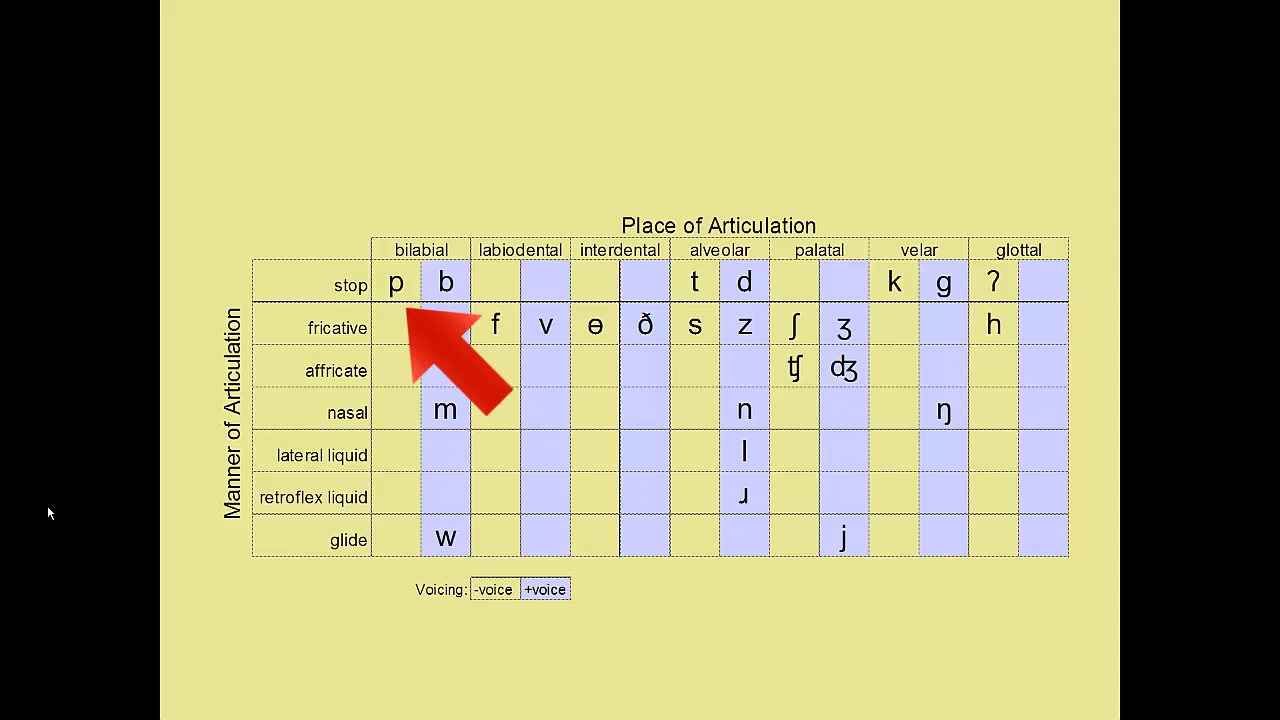 Place of Articulation
bilabial labiodental interdental alveolar palatal velar glottal
Manner of Articulation
stop p b t d k g ʔ
fricative f v ɵ ð s z ʃ ʒ h
affricate ʧ ʤ
nasal m n ŋ
lateral liquid l
retroflex liquid ɹ
glide w j
Voicing: -voice +voice